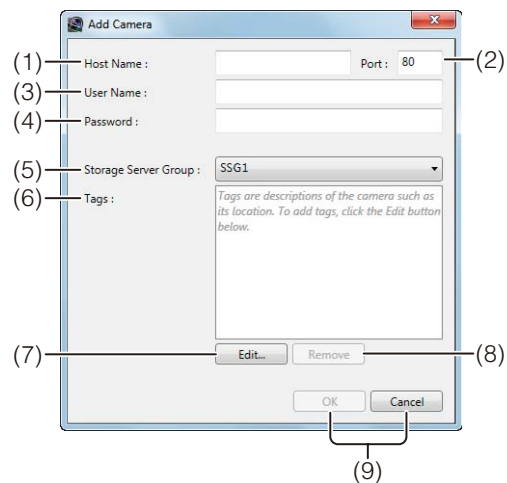 Add Camera
(1) Host Name : Port : 80 (2)
(3) User Name :
(4) Password :
(5) Storage Server Group : SSG1
(6) Tags : Tags are descriptions of the camera such as
its location. To add tags, click the Edit button
below.
(7) Edit... Remove (8)
OK Cancel
(9)